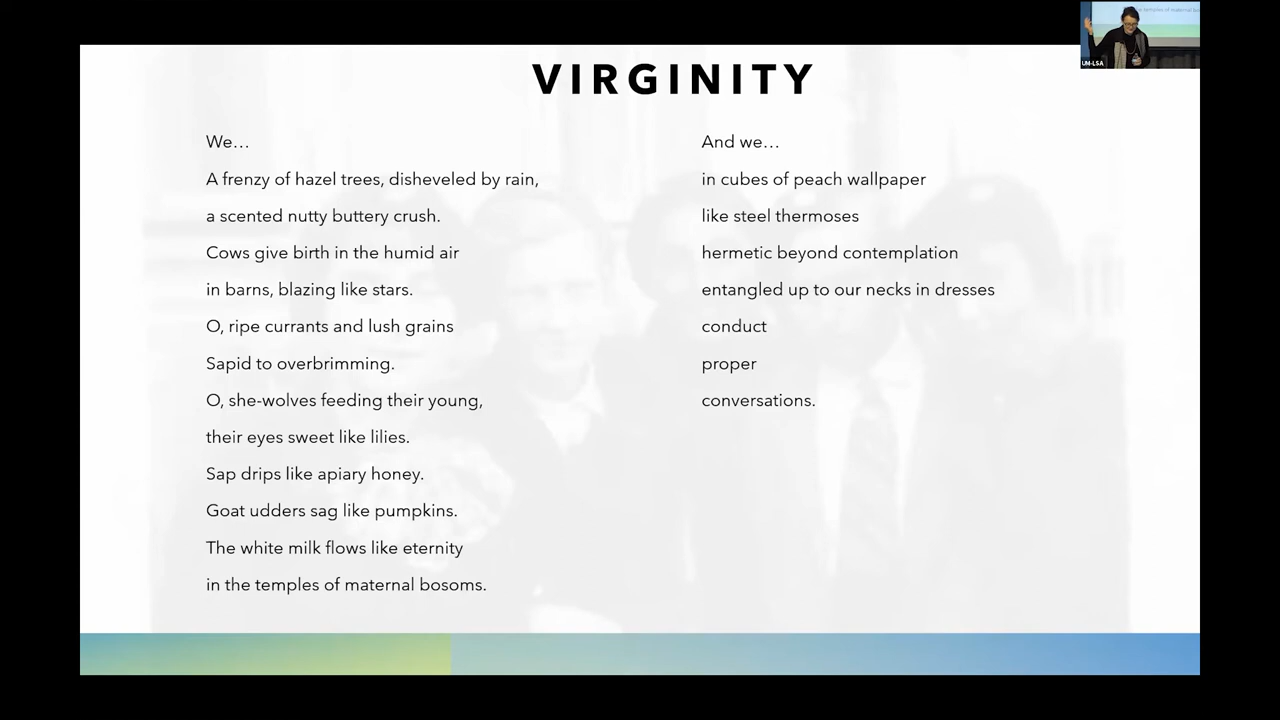 VIRGINITY
We…
A frenzy of hazel trees, disheveled by rain,
a scented nutty buttery crush.
Cows give birth in the humid air
in barns, blazing like stars.
O, ripe currants and lush grains
Sapid to overbrimming.
O, she-wolves feeding their young,
their eyes sweet like lilies.
Sap drips like apiary honey.
Goat udders sag like pumpkins.
The white milk flows like eternity
in the temples of maternal bosoms.
And we…
in cubes of peach wallpaper
like steel thermoses
hermetic beyond contemplation
entangled up to our necks in dresses
conduct
proper
conversations.
UM-LSA